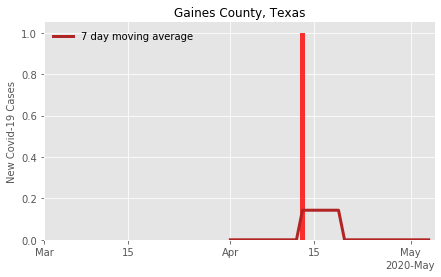 Gaines County, Texas
7 day moving average
New Covid-19 Cases
1.0
0.8
0.6
0.4
0.2
0.0
Mar 15 Apr 15 May
2020-May